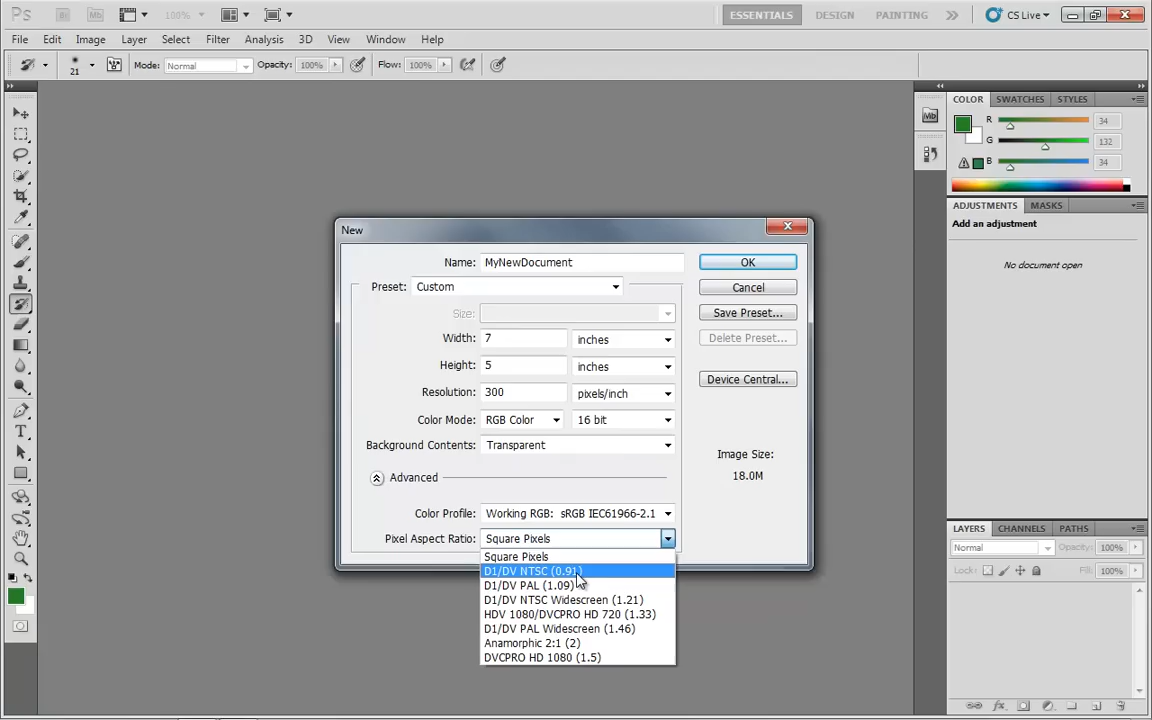 Ps Br Mb 100% ESSENTIALS DESIGN PAINTING CS Live
File Edit Image Layer Select Filter Analysis 3D View Window Help
21 Mode: Normal Opacity: 100% Flow: 100%
COLOR SWATCHES STYLES
Mb
R 34
G 132
B 34
ADJUSTMENTS MASKS
Add an adjustment
No document open
New
Name: MyNewDocument OK
Preset: Custom Cancel
Size: Save Preset...
Width: 7 inches Delete Preset...
Height: 5 inches
Device Central...
Resolution: 300 pixels/inch
Color Mode: RGB Color 16 bit
Background Contents: Transparent
Image Size:
18.0M
Advanced
Color Profile: Working RGB: sRGB IEC61966-2.1
Pixel Aspect Ratio: Square Pixels
Square Pixels
D1/DV NTSC (0.91)
D1/DV PAL (1.09)
D1/DV NTSC Widescreen (1.21)
HDV 1080/DVCPRO HD 720 (1.33)
D1/DV PAL Widescreen (1.46)
Anamorphic 2:1 (2)
DVCPRO HD 1080 (1.5)
T
LAYERS CHANNELS PATHS
Normal Opacity: 100%
Lock: Fill: 100%
fx